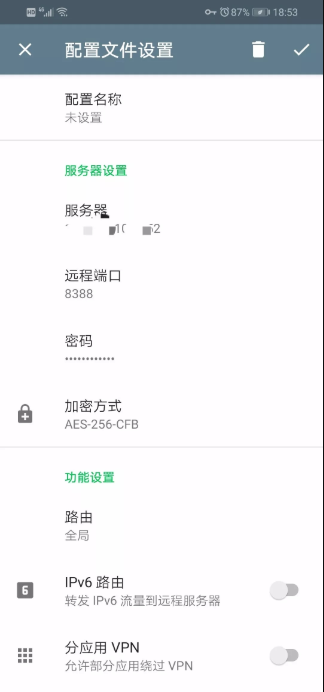 87% 18:53
配置文件设置
配置名称
未设置
服务器设置
服务器
远程端口
8388
密码
••••••••••••
加密方式
AES-256-CFB
功能设置
路由
全局
6
IPv6 路由
转发 IPv6 流量到远程服务器
分应用 VPN
允许部分应用绕过 VPN